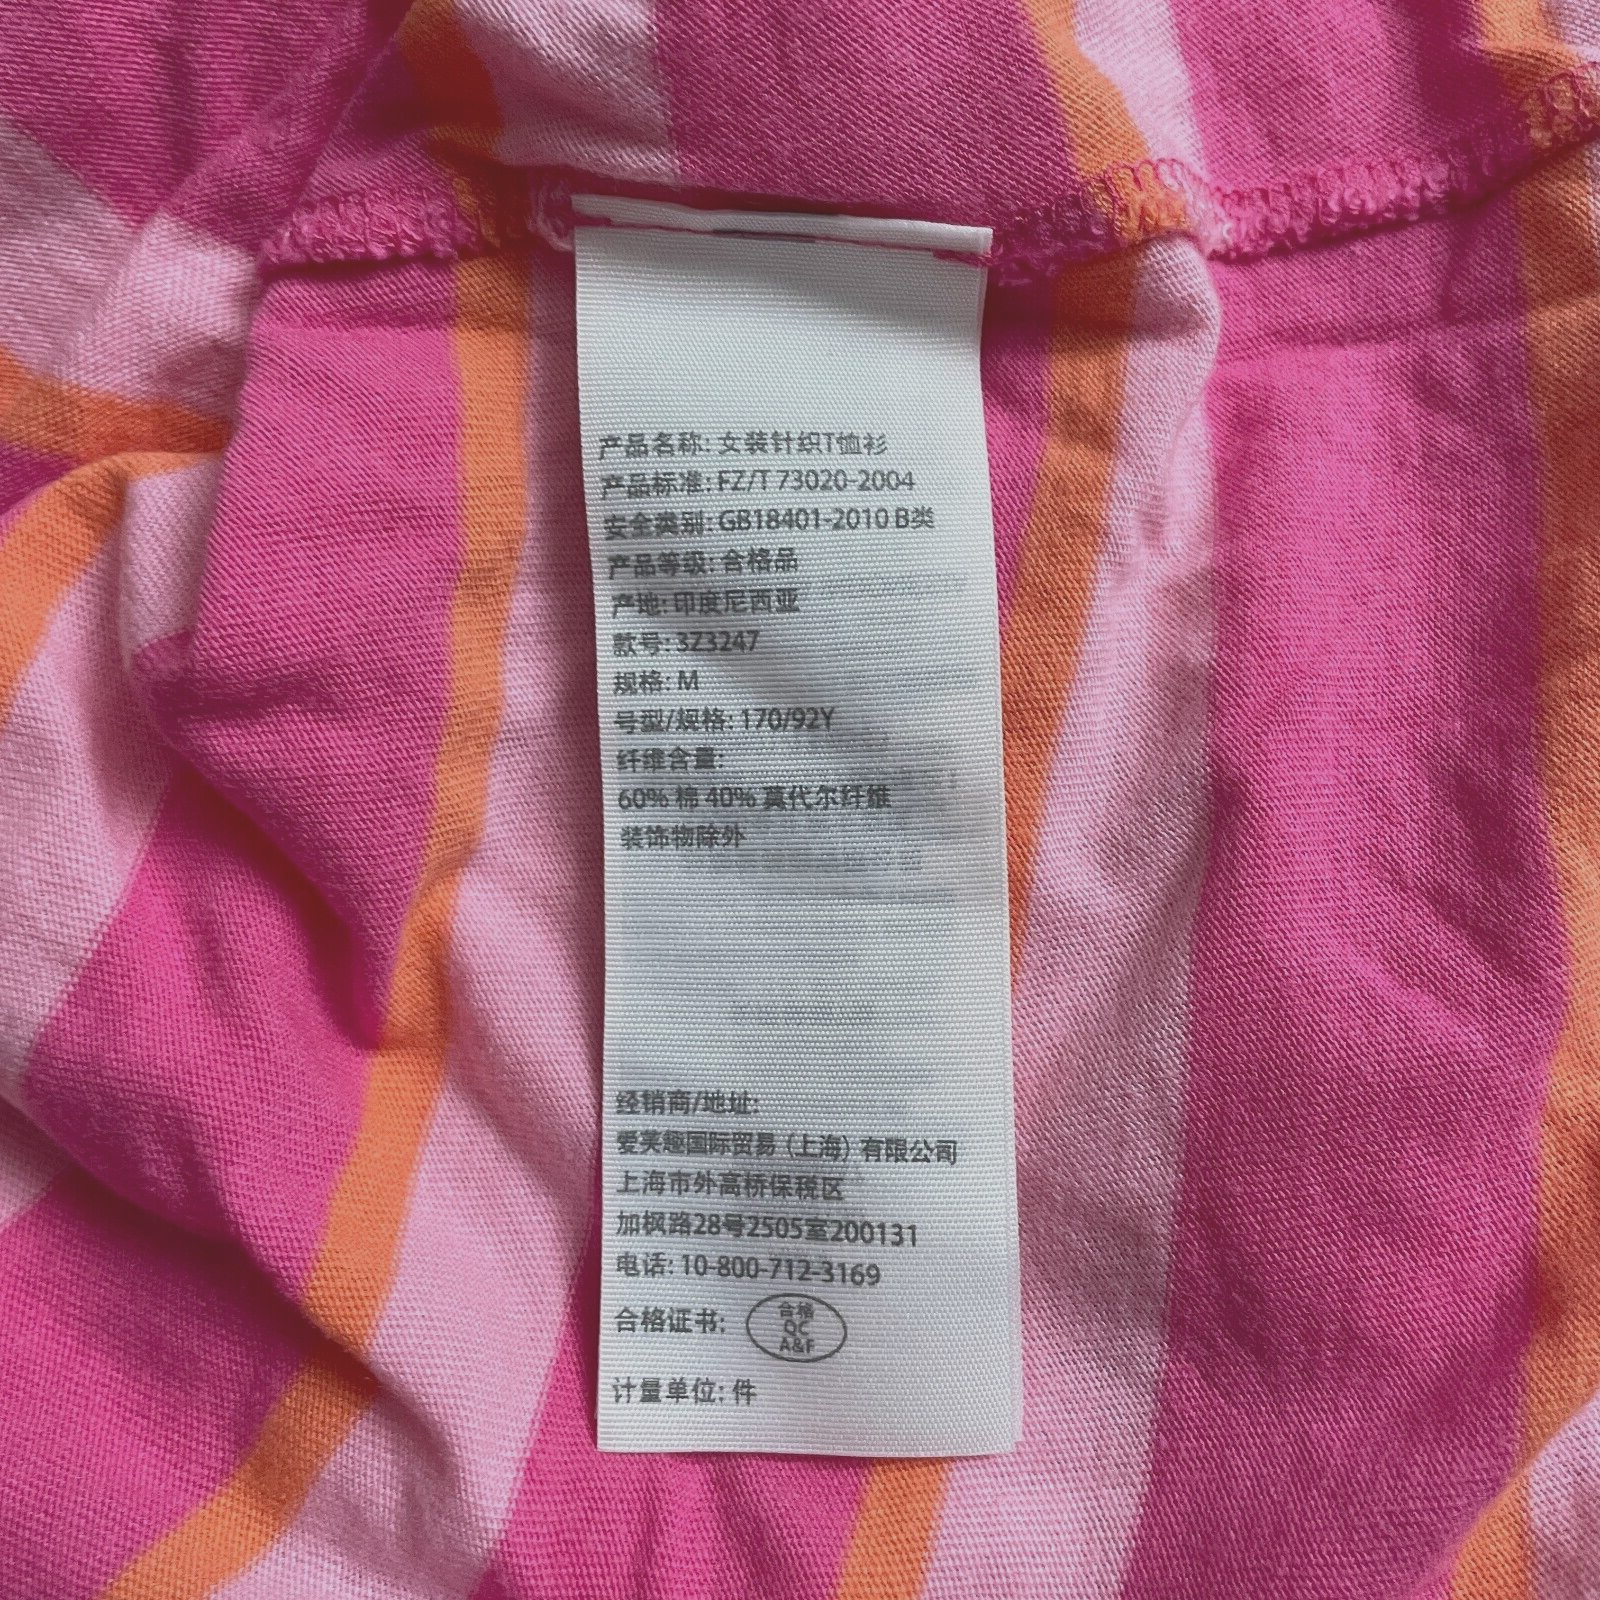 产品名称: 女装针织T恤衫
产品标准: FZ/T 73020-2004
安全类别: GB18401-2010 B类
产品等级: 合格品
产地: 印度尼西亚
款号: 3Z3247
规格: M
号型/规格: 170/92Y
纤维含量:
60% 棉 40% 莫代尔纤维
装饰物除外
经销商/地址:
爱芙趣国际贸易 (上海) 有限公司
上海市外高桥保税区
加枫路28号2505室200131
电话: 10-800-712-3169
合格证书:
合格
QC
A&F
计量单位: 件